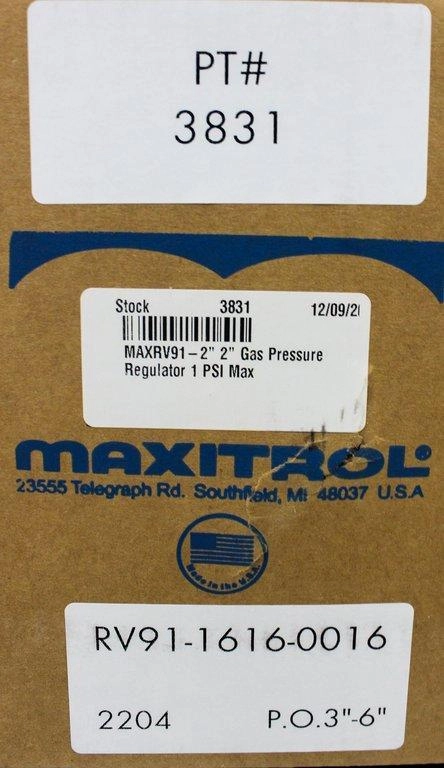 PT#
3831
Stock 3831
MAXRV91-2" 2" Gas Pressure
Regulator 1 PSI Max
MAXITROL®
23555 Telegraph Rd. Southfield, MI 48037 U.S.A
Made in the U.S.A.
RV91-1616-0016
2204 P.O.3"-6"